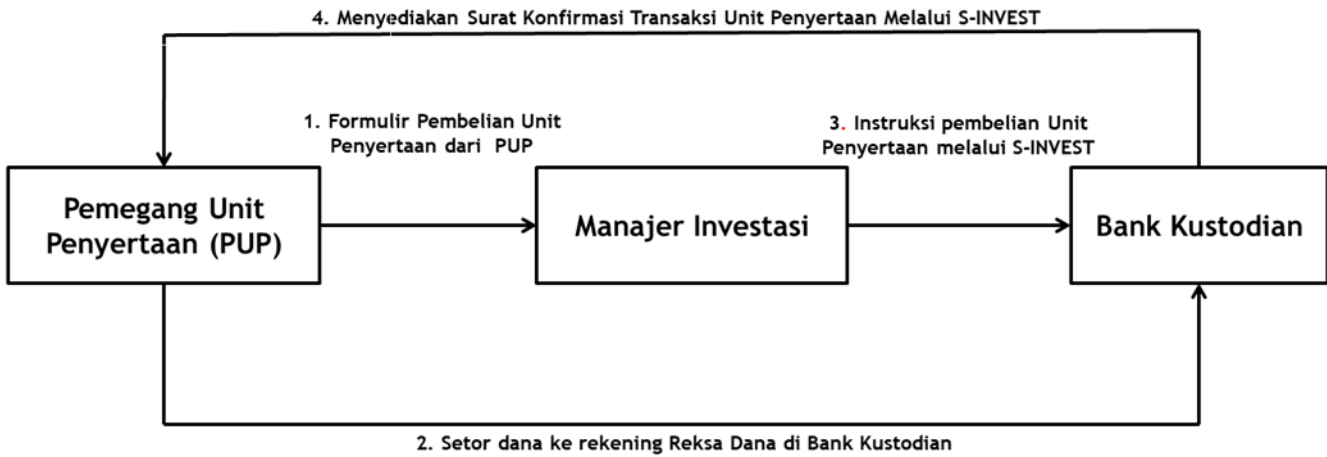 4. Menyediakan Surat Konfirmasi Transaksi Unit Penyertaan Melalui S-INVEST
1. Formulir Pembelian Unit
Penyertaan dari PUP
3. Instruksi pembelian Unit
Penyertaan melalui S-INVEST
Pemegang Unit
Penyertaan (PUP)
Manajer Investasi
Bank Kustodian
2. Setor dana ke rekening Reksa Dana di Bank Kustodian